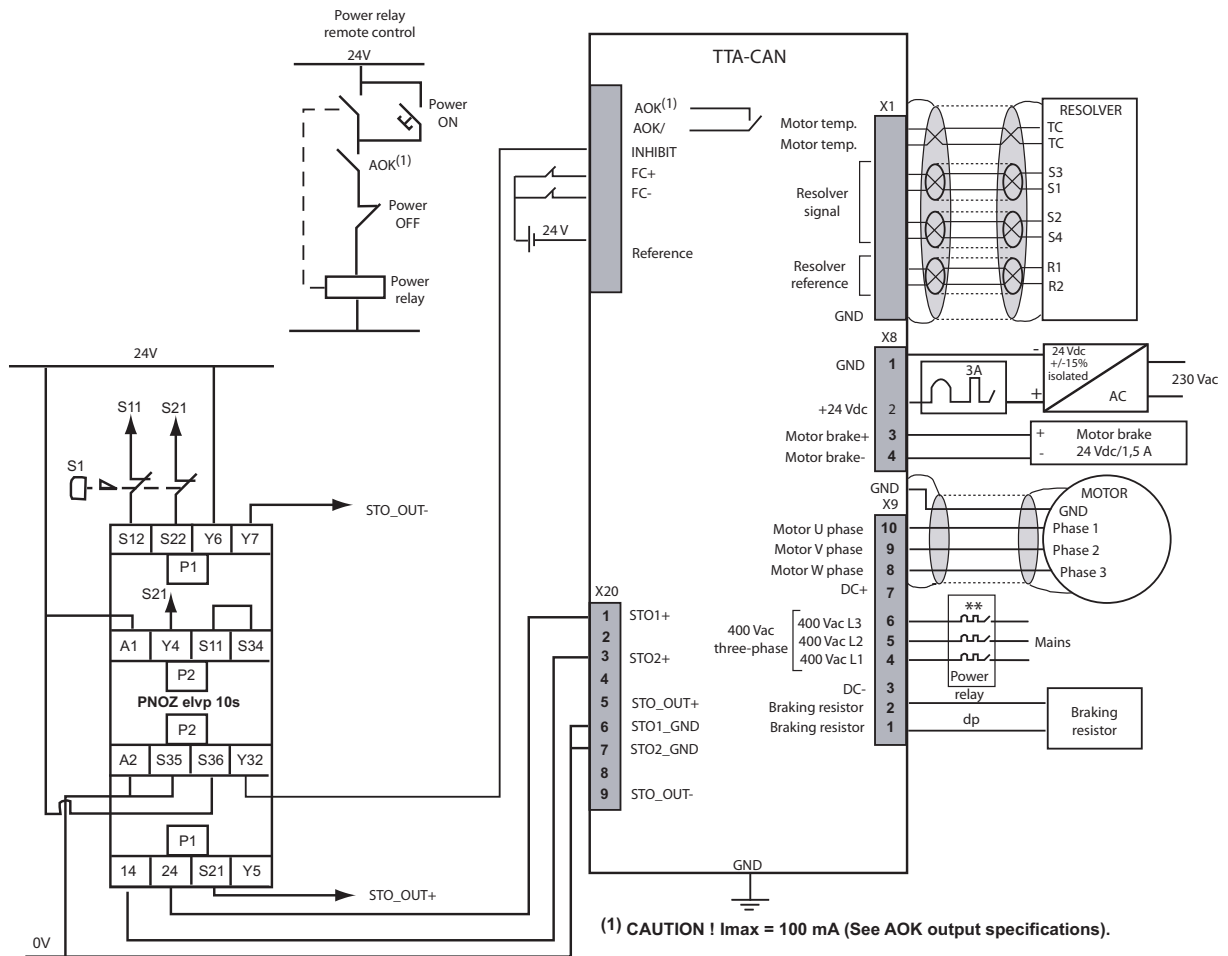 Power relay
remote control
24V
Power
ON
AOK(1)
Power
OFF
Power
relay
TTA-CAN
AOK(1)
AOK/
INHIBIT
FC+
FC-
24 V
Reference
X1
Motor temp.
Motor temp.
Resolver
signal
Resolver
reference
GND
RESOLVER
TC
TC
S3
S1
S2
S4
R1
R2
X8
GND
1
+24 Vdc
2
Motor brake+
3
Motor brake-
4
3A
-
+
24 Vdc
+/-15%
isolated
AC
230 Vac
+ Motor brake
- 24 Vdc/1,5 A
GND
X9
Motor U phase
10
Motor V phase
9
Motor W phase
8
DC+
7
400 Vac
three-phase
400 Vac L3
6
400 Vac L2
5
400 Vac L1
4
DC-
3
Braking resistor
2
Braking resistor
1
MOTOR
GND
Phase 1
Phase 2
Phase 3
**
Mains
Power
relay
dp
Braking
resistor
24V
S11
S21
S1
STO_OUT-
S12 S22 Y6 Y7
P1
S21
A1 Y4 S11 S34
P2
PNOZ elvp 10s
P2
A2 S35 S36 Y32
P1
14 24 S21 Y5
STO_OUT+
0V
X20
1 STO1+
2
3 STO2+
4
5 STO_OUT+
6 STO1_GND
7 STO2_GND
8
9 STO_OUT-
GND
(1) CAUTION ! Imax = 100 mA (See AOK output specifications).